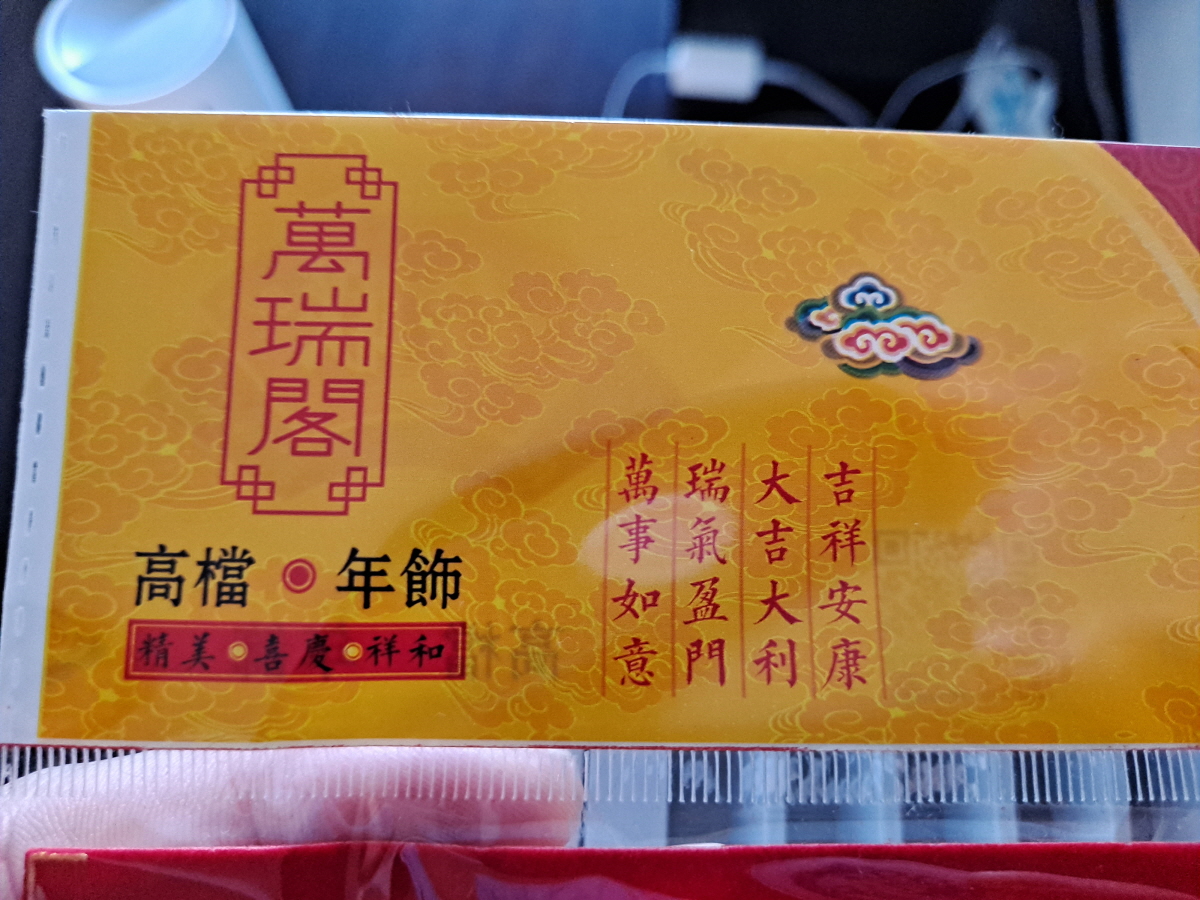 萬瑞閣
高檔·年飾
精美·喜慶·祥和
吉祥安康
大吉大利
瑞氣盈門
萬事如意